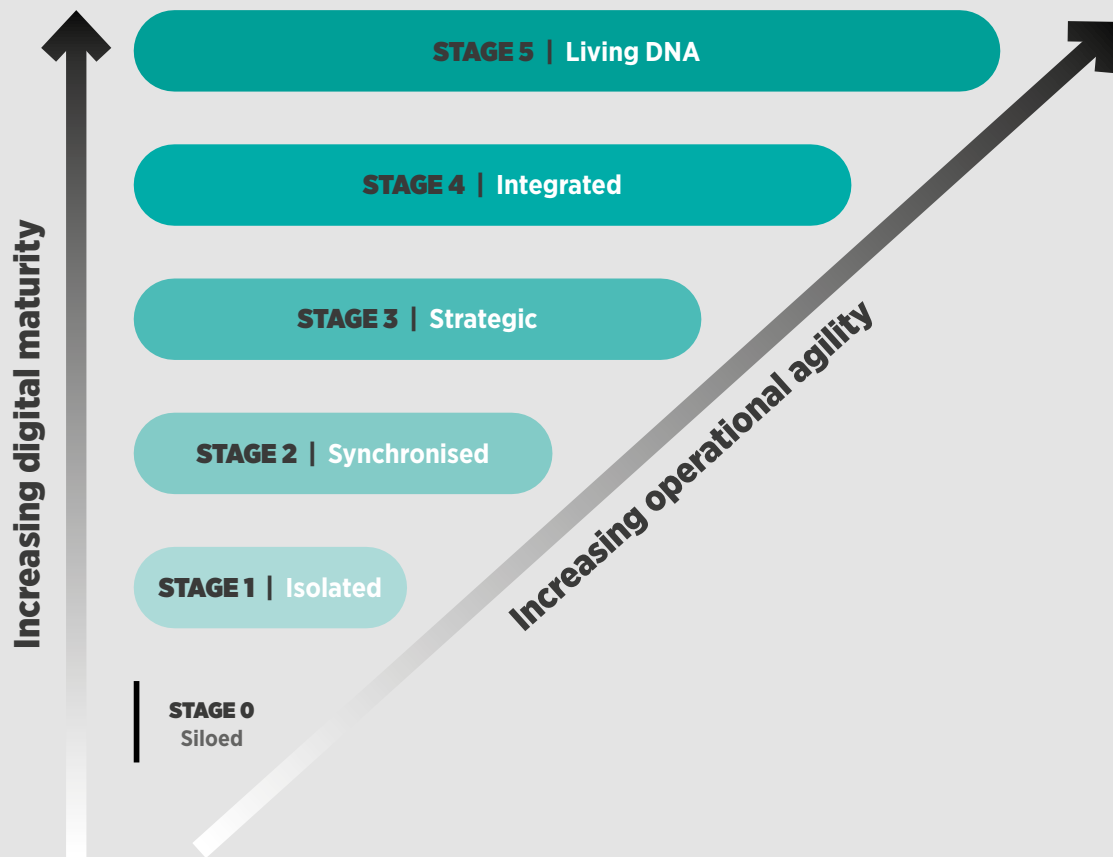 STAGE 5 | Living DNA
STAGE 4 | Integrated
STAGE 3 | Strategic
STAGE 2 | Synchronised
STAGE 1 | Isolated
STAGE 0
Siloed
Increasing digital maturity
Increasing operational agility